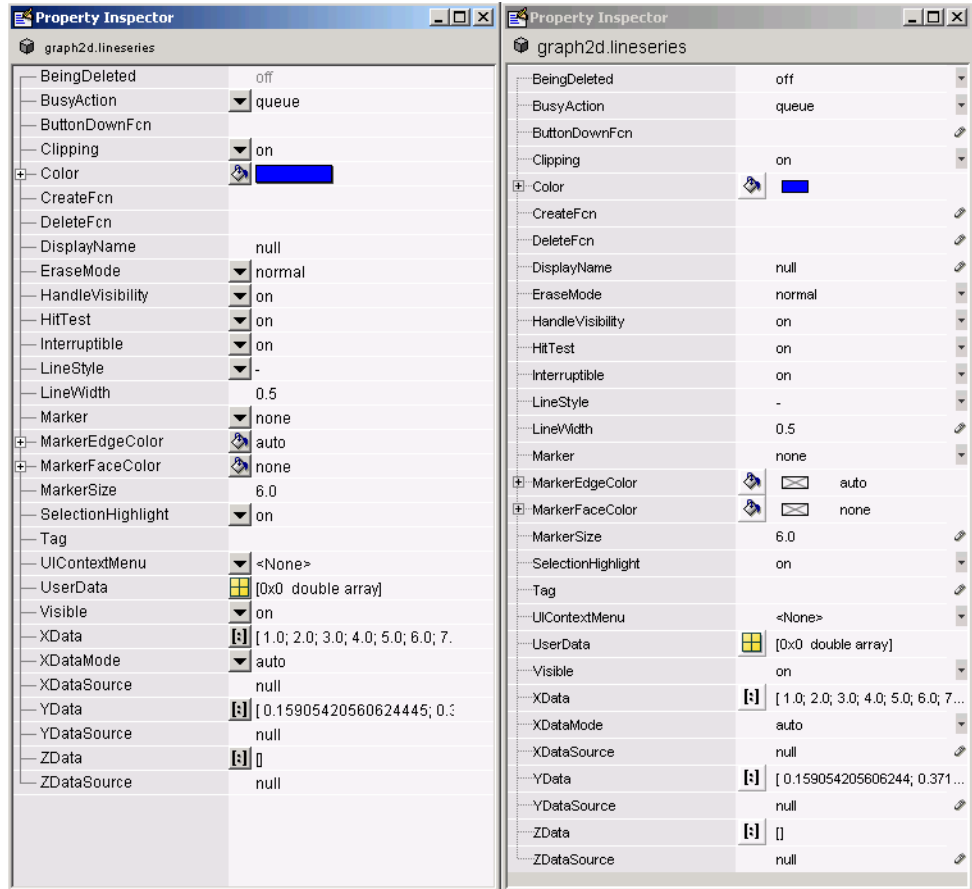 Property Inspector
graph2d.lineseries
BeingDeleted off
BusyAction queue
ButtonDownFcn
Clipping on
Color
CreateFcn
DeleteFcn
DisplayName null
EraseMode normal
HandleVisibility on
HitTest on
Interruptible on
LineStyle -
LineWidth 0.5
Marker none
MarkerEdgeColor auto
MarkerFaceColor none
MarkerSize 6.0
SelectionHighlight on
Tag
UIContextMenu <None>
UserData [0x0 double array]
Visible on
XData [ 1.0; 2.0; 3.0; 4.0; 5.0; 6.0; 7.
XDataMode auto
XDataSource null
YData [ 0.15905420560624445; 0.3
YDataSource null
ZData []
ZDataSource null
Property Inspector
graph2d.lineseries
BeingDeleted off
BusyAction queue
ButtonDownFcn
Clipping on
Color
CreateFcn
DeleteFcn
DisplayName null
EraseMode normal
HandleVisibility on
HitTest on
Interruptible on
LineStyle -
LineWidth 0.5
Marker none
MarkerEdgeColor auto
MarkerFaceColor none
MarkerSize 6.0
SelectionHighlight on
Tag
UIContextMenu <None>
UserData [0x0 double array]
Visible on
XData [ 1.0; 2.0; 3.0; 4.0; 5.0; 6.0; 7...
XDataMode auto
XDataSource null
YData [ 0.159054205606244; 0.371...
YDataSource null
ZData []
ZDataSource null